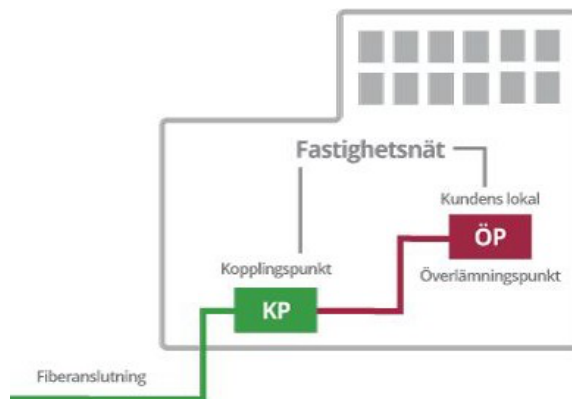 Fastighetsnät
Kundens lokal
ÖP
Överlämningspunkt
Kopplingspunkt
KP
Fiberanslutning